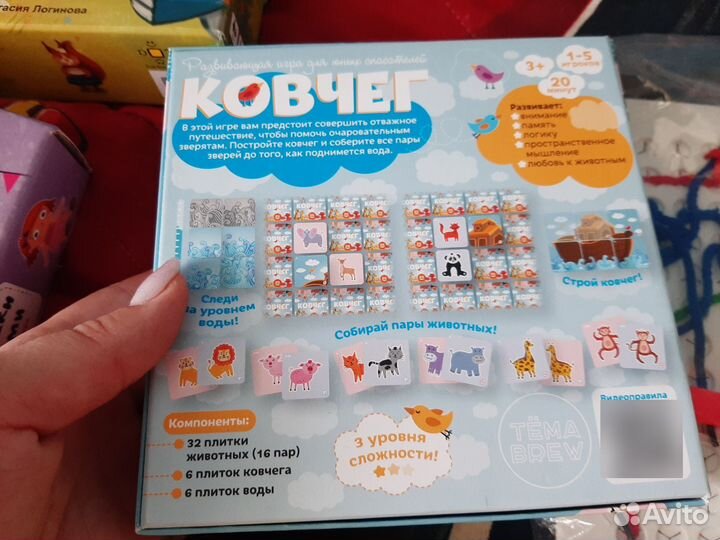 тасия Логинова
Развивающая игра для юных спасателей
КОВЧЕГ
3+
1-5
игроков
20
минут
В этой игре вам предстоит совершить отважное
путешествие, чтобы помочь очаровательным
зверятам. Постройте ковчег и соберите все пары
зверей до того, как поднимется вода.
Развивает:
внимание
память
логику
пространственное
мышление
любовь к животным
Следи
за уровнем
воды!
Строй ковчег!
Собирай пары животных!
Компоненты:
32 плитки
животных (16 пар)
6 плиток ковчега
6 плиток воды
3 уровня
сложности!
ТЁМА
BREW
Видеоправила
Avito